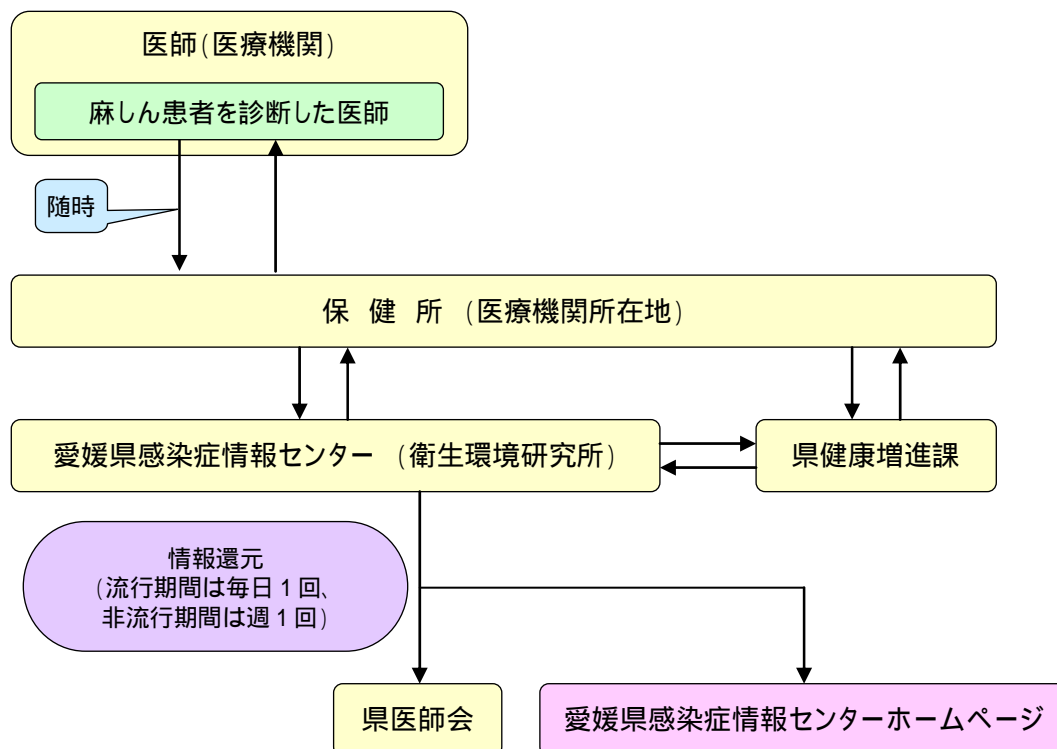 医師(医療機関)
麻しん患者を診断した医師
随時
保 健 所 (医療機関所在地)
愛媛県感染症情報センター (衛生環境研究所)
県健康増進課
情報還元
(流行期間は毎日1回、
非流行期間は週1回)
県医師会
愛媛県感染症情報センターホームページ